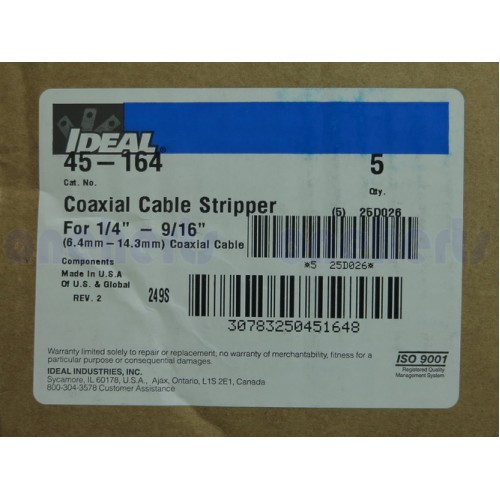 IDEAL
45-164
Cat. No.
5
Qty.
Coaxial Cable Stripper
(5) 25D026
For 1/4" - 9/16"
(6.4mm-14.3mm) Coaxial Cable
*5 25D026*
Components
Made in U.S.A
Of U.S. & Global
REV. 2
249S
30783250451648
Warranty limited solely to repair or replacement, no warranty of merchantability, fitness for a
particular purpose or consequential damages.
IDEAL INDUSTRIES, INC.
Sycamore, IL 60178, U.S.A., Ajax, Ontario, L1S 2E1, Canada
800-304-3578 Customer Assistance
ISO 9001
Registered Quality
Management System